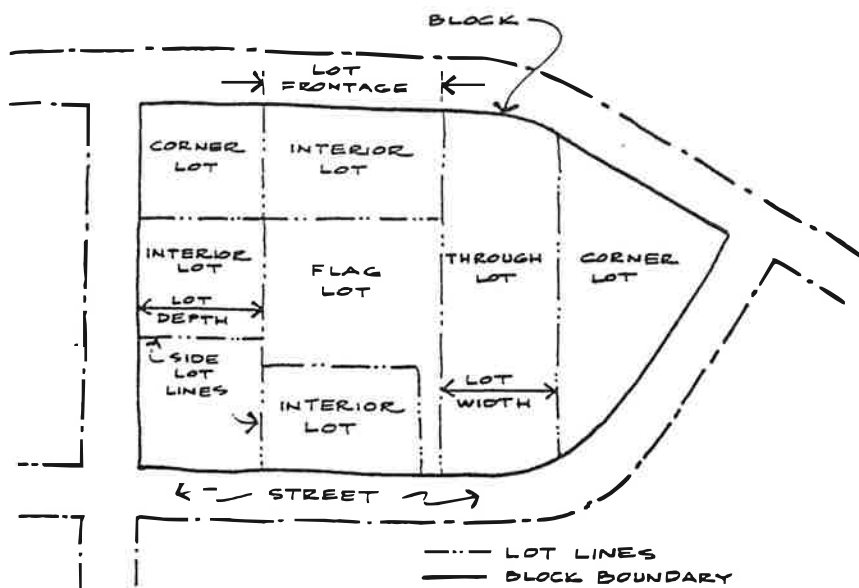 BLOCK
LOT
FRONTAGE
CORNER
LOT
INTERIOR
LOT
INTERIOR
LOT
LOT
DEPTH
FLAG
LOT
THROUGH
LOT
CORNER
LOT
SIDE
LOT
LINES
INTERIOR
LOT
LOT
WIDTH
STREET
LOT LINES
BLOCK BOUNDARY